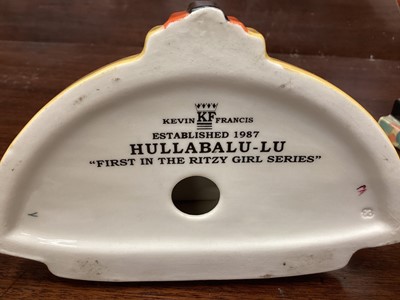 KEVIN KF FRANCIS
ESTABLISHED 1987
HULLABALU-LU
"FIRST IN THE RITZY GIRL SERIES"